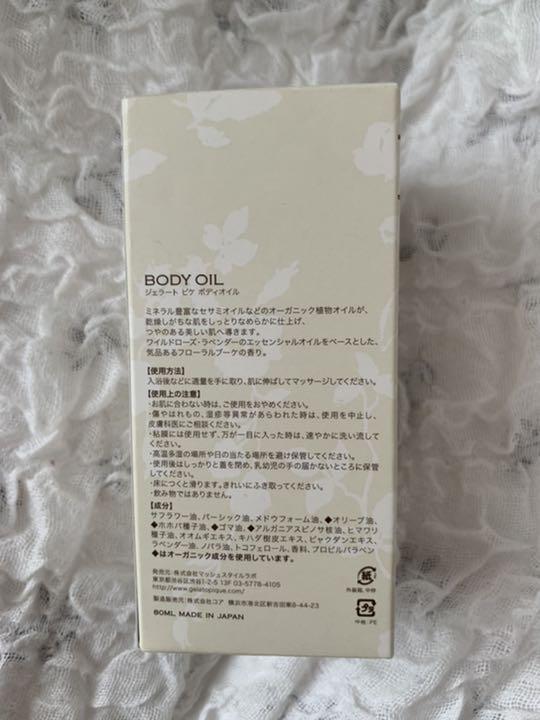 BODY OIL
ジェラート ピケ ボディオイル
ミネラル豊富なセサミオイルなどのオーガニック植物オイルが、
乾燥しがちな肌をしっとりなめらかに仕上げ、
つやのある美しい肌へ導きます。
ワイルドローズ・ラベンダーのエッセンシャルオイルをベースとした、
気品あるフローラルブーケの香り。
【使用方法】
入浴後などに適量を手に取り、肌に伸ばしてマッサージしてください。
【使用上の注意】
・お肌に合わない時は、ご使用をおやめください。
・傷やはれもの、湿疹等異常があらわれた時は、使用を中止し、
皮膚科医にご相談ください。
・粘膜には使用せず、万が一目に入った時は、速やかに洗い流して
ください。
・高温多湿の場所や日の当たる場所を避け保管してください。
・使用後はしっかりと蓋を閉め、乳幼児の手の届かないところに保管
してください。
・床につくと滑ります。きれいにふき取ってください。
・飲み物ではありません。
【成分】
サフラワー油、パーシック油、メドウフォーム油、◆オリーブ油、
◆ホホバ種子油、◆ゴマ油、◆アルガニアスピノサ核油、ヒマワリ
種子油、オオムギエキス、キハダ樹皮エキス、ビャクダンエキス、
ラベンダー油、ノバラ油、トコフェロール、香料、プロピルパラベン
◆はオーガニック成分を使用しています。
発売元：株式会社マッシュスタイルラボ
東京都渋谷区渋谷1-2-5 13F 03-5778-4105
http://www.gelatopique.com/
製造販売元：株式会社コア 横浜市港北区新吉田東8-44-23
80ML, MADE IN JAPAN
紙
外装箱、中枠
プラ
中栓：PE